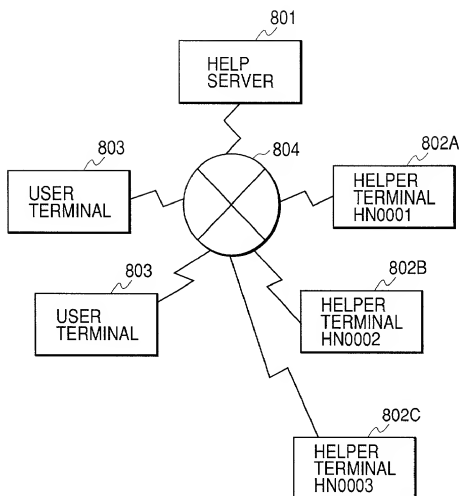 801
HELP
SERVER
803
804
802A
USER
TERMINAL
HELPER
TERMINAL
HN0001
803
802B
USER
TERMINAL
HELPER
TERMINAL
HN0002
802C
HELPER
TERMINAL
HN0003